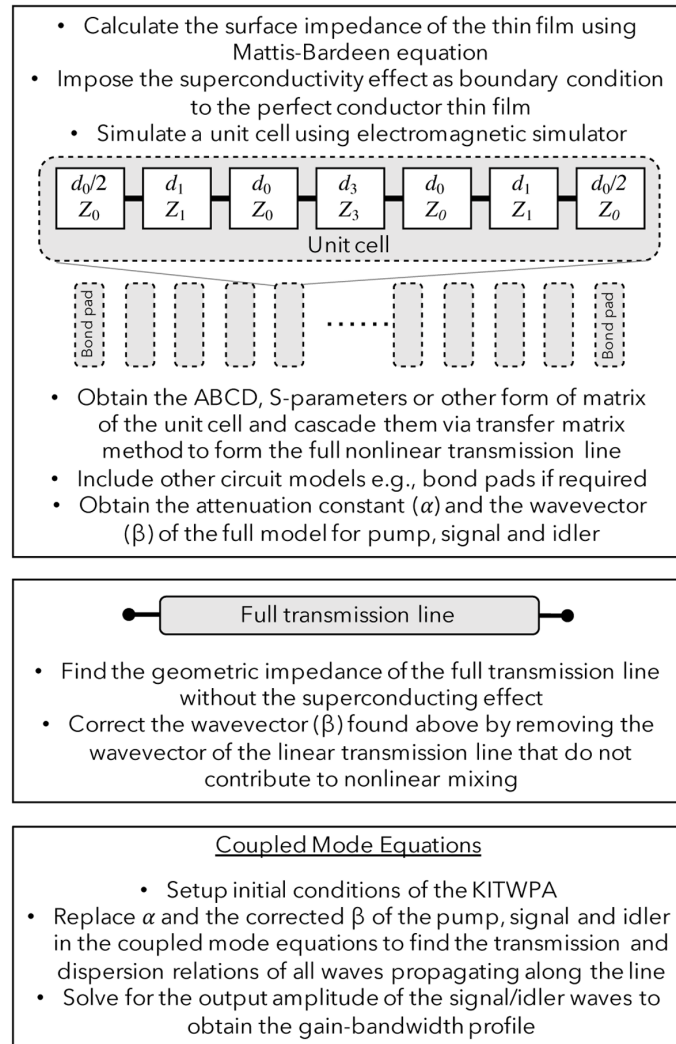 • Calculate the surface impedance of the thin film using
Mattis-Bardeen equation
• Impose the superconductivity effect as boundary condition
to the perfect conductor thin film
• Simulate a unit cell using electromagnetic simulator
d₀/2 d₁ d₀ d₃ d₀ d₁ d₀/2
Z₀ Z₁ Z₀ Z₃ Z₀ Z₁ Z₀
Unit cell
Bond pad
......
Bond pad
• Obtain the ABCD, S-parameters or other form of matrix
of the unit cell and cascade them via transfer matrix
method to form the full nonlinear transmission line
• Include other circuit models e.g., bond pads if required
• Obtain the attenuation constant (α) and the wavevector
(β) of the full model for pump, signal and idler
Full transmission line
• Find the geometric impedance of the full transmission line
without the superconducting effect
• Correct the wavevector (β) found above by removing the
wavevector of the linear transmission line that do not
contribute to nonlinear mixing
Coupled Mode Equations
• Setup initial conditions of the KITWPA
• Replace α and the corrected β of the pump, signal and idler
in the coupled mode equations to find the transmission and
dispersion relations of all waves propagating along the line
• Solve for the output amplitude of the signal/idler waves to
obtain the gain-bandwidth profile